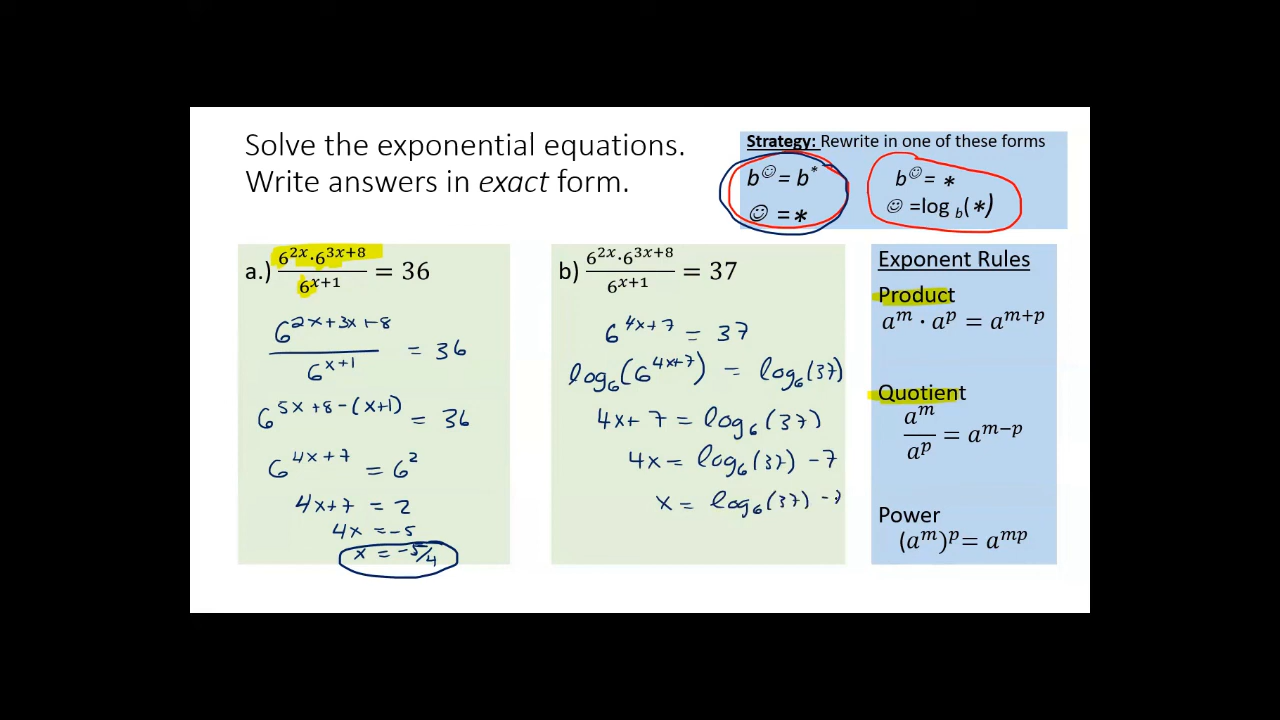 Solve the exponential equations.
Write answers in exact form.
Strategy: Rewrite in one of these forms
b^☺ = b^*
☺ = *
b^☺ = *
☺ =log _b(*)
a.) (6^(2x)·6^(3x+8))/(6^(x+1)) = 36
6^(2x+3x+8)/6^(x+1) = 36
6^(5x+8-(x+1)) = 36
6^(4x+7) = 6^2
4x+7 = 2
4x = -5
x = -5/4
b) (6^(2x)·6^(3x+8))/(6^(x+1)) = 37
6^(4x+7) = 37
log_6(6^(4x+7)) = log_6(37)
4x+7 = log_6(37)
4x = log_6(37) -7
x = log_6(37) -
Exponent Rules
Product
a^m · a^p = a^(m+p)
Quotient
a^m/a^p = a^(m-p)
Power
(a^m)^p = a^(mp)